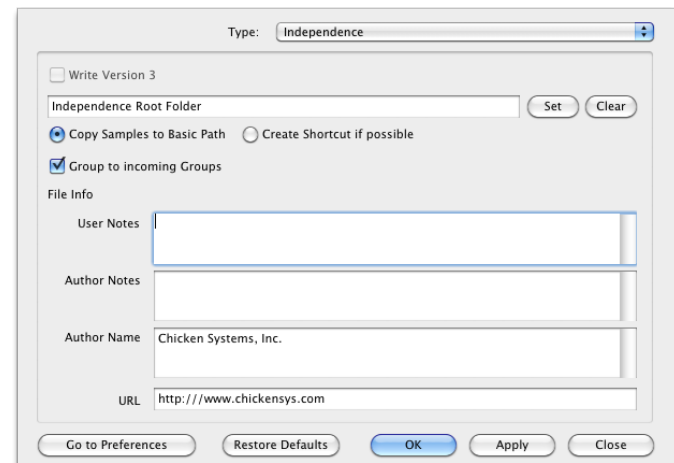 Type: Independence
Write Version 3
Independence Root Folder Set Clear
Copy Samples to Basic Path Create Shortcut if possible
Group to incoming Groups
File Info
User Notes
Author Notes
Author Name Chicken Systems, Inc.
URL http:///www.chickensys.com
Go to Preferences Restore Defaults OK Apply Close